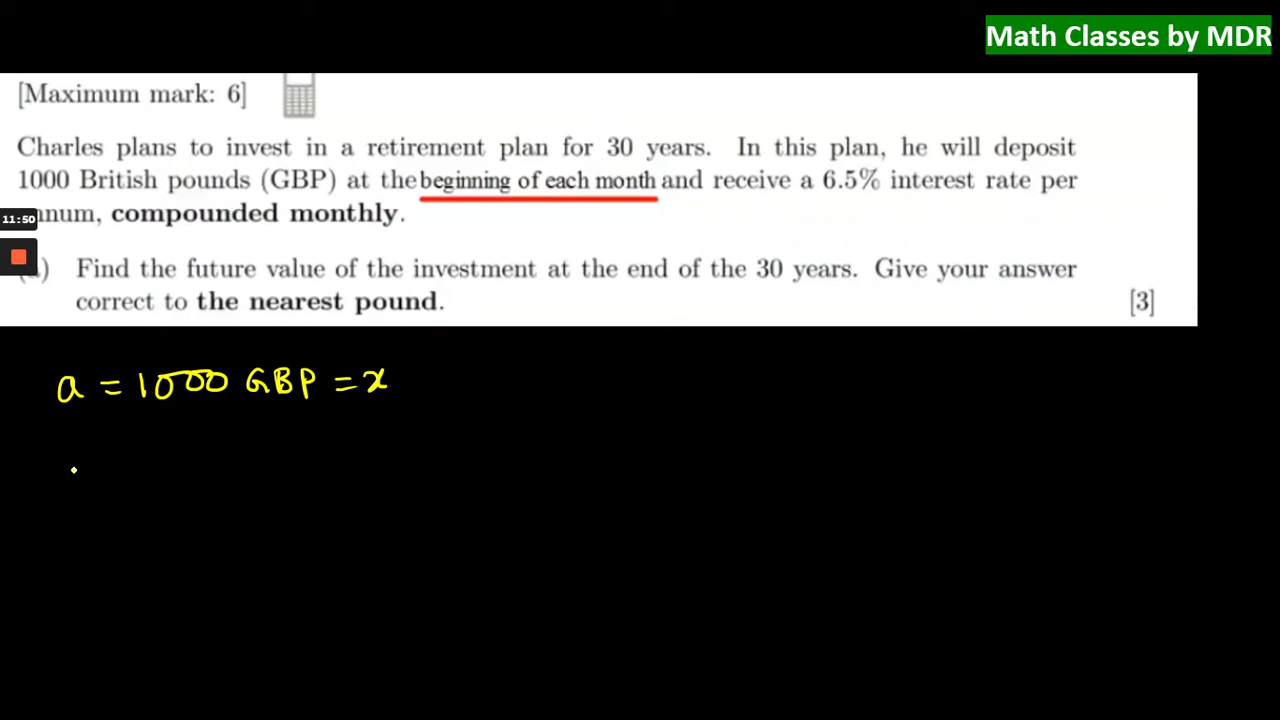 Math Classes by MDR
[Maximum mark: 6]
Charles plans to invest in a retirement plan for 30 years. In this plan, he will deposit
1000 British pounds (GBP) at the beginning of each month and receive a 6.5% interest rate per
11:50 num, compounded monthly.
) Find the future value of the investment at the end of the 30 years. Give your answer
correct to the nearest pound. [3]
a = 1000 GBP = x